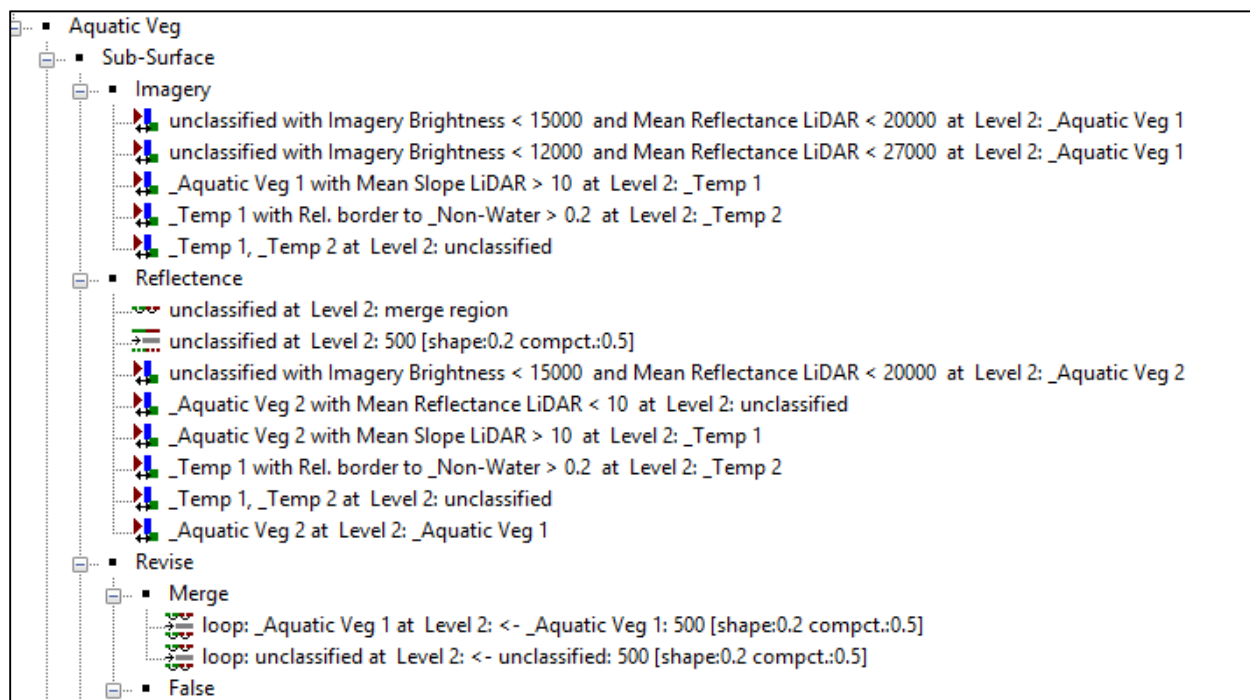 Aquatic Veg
Sub-Surface
Imagery
unclassified with Imagery Brightness < 15000 and Mean Reflectance LiDAR < 20000 at Level 2: _Aquatic Veg 1
unclassified with Imagery Brightness < 12000 and Mean Reflectance LiDAR < 27000 at Level 2: _Aquatic Veg 1
_Aquatic Veg 1 with Mean Slope LiDAR > 10 at Level 2: _Temp 1
_Temp 1 with Rel. border to _Non-Water > 0.2 at Level 2: _Temp 2
_Temp 1, _Temp 2 at Level 2: unclassified
Reflectence
unclassified at Level 2: merge region
unclassified at Level 2: 500 [shape:0.2 compct.:0.5]
unclassified with Imagery Brightness < 15000 and Mean Reflectance LiDAR < 20000 at Level 2: _Aquatic Veg 2
_Aquatic Veg 2 with Mean Reflectance LiDAR < 10 at Level 2: unclassified
_Aquatic Veg 2 with Mean Slope LiDAR > 10 at Level 2: _Temp 1
_Temp 1 with Rel. border to _Non-Water > 0.2 at Level 2: _Temp 2
_Temp 1, _Temp 2 at Level 2: unclassified
_Aquatic Veg 2 at Level 2: _Aquatic Veg 1
Revise
Merge
loop: _Aquatic Veg 1 at Level 2: <- _Aquatic Veg 1: 500 [shape:0.2 compct.:0.5]
loop: unclassified at Level 2: <- unclassified: 500 [shape:0.2 compct.:0.5]
False